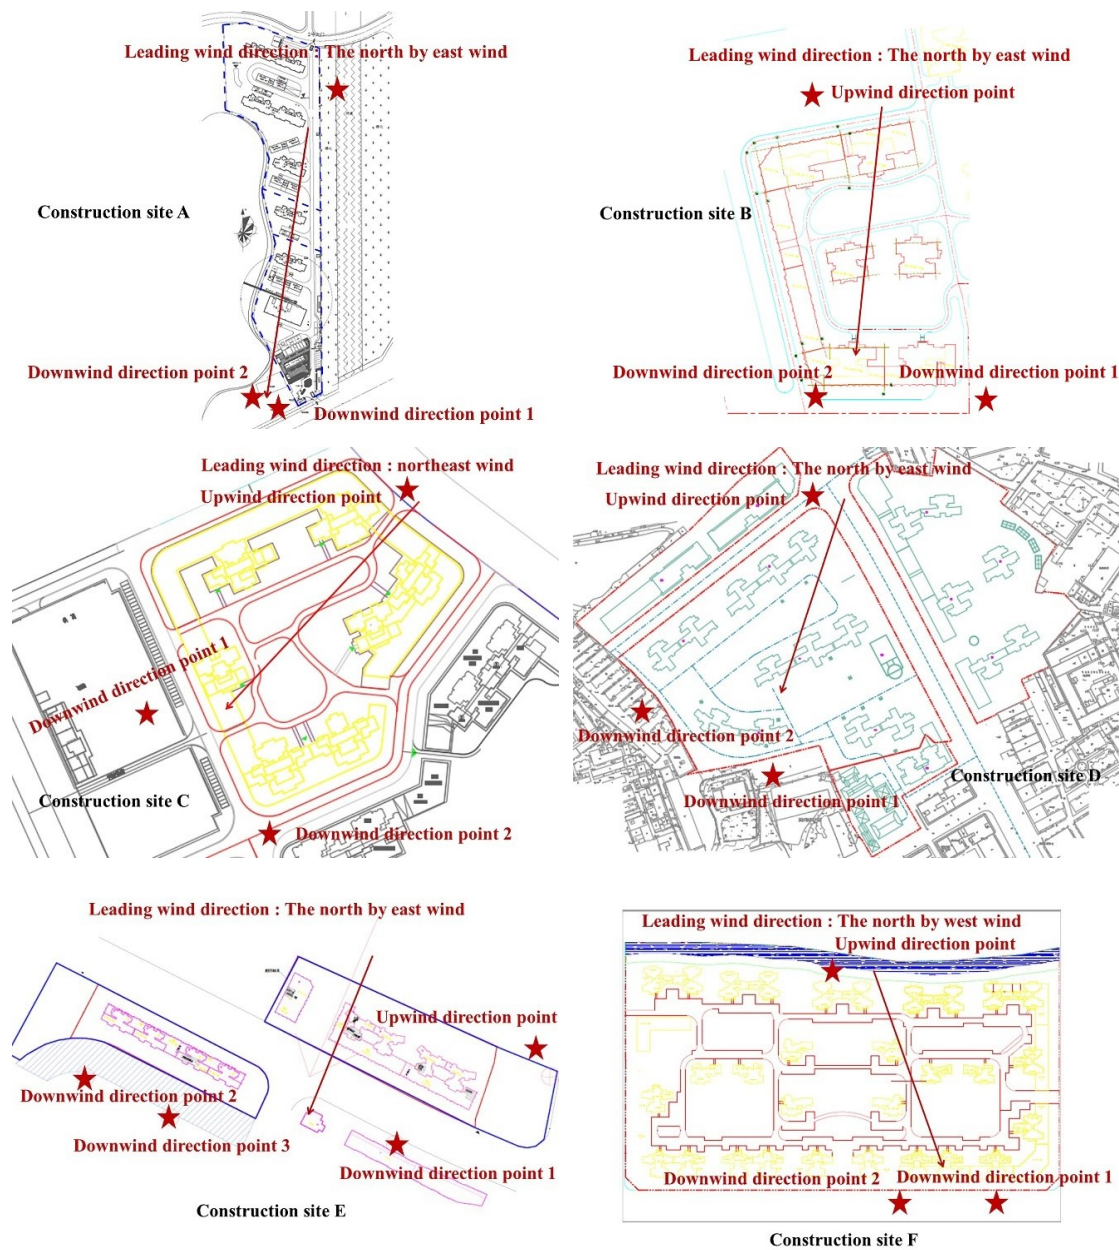 Leading wind direction : The north by east wind
Construction site A
Downwind direction point 2
Downwind direction point 1
Leading wind direction : The north by east wind
Upwind direction point
Construction site B
Downwind direction point 2
Downwind direction point 1
Leading wind direction : northeast wind
Upwind direction point
Downwind direction point 1
Construction site C
Downwind direction point 2
Leading wind direction : The north by east wind
Upwind direction point
Downwind direction point 2
Construction site D
Downwind direction point 1
Leading wind direction : The north by east wind
Upwind direction point
Downwind direction point 2
Downwind direction point 3
Downwind direction point 1
Construction site E
Leading wind direction : The north by west wind
Upwind direction point
Downwind direction point 2
Downwind direction point 1
Construction site F